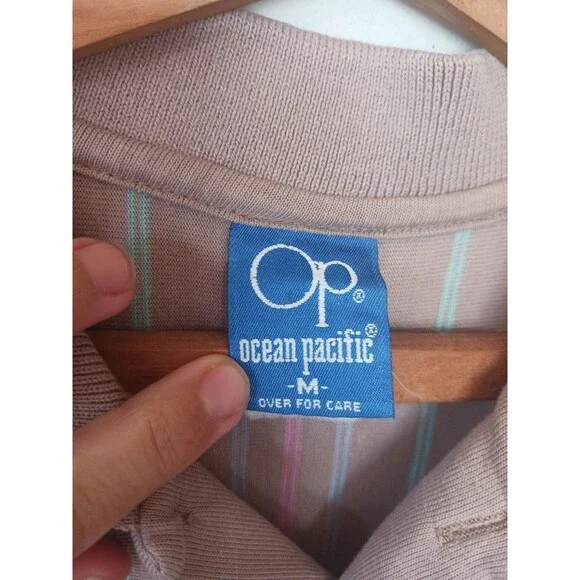 Op®
ocean pacific®
-M-
OVER FOR CARE